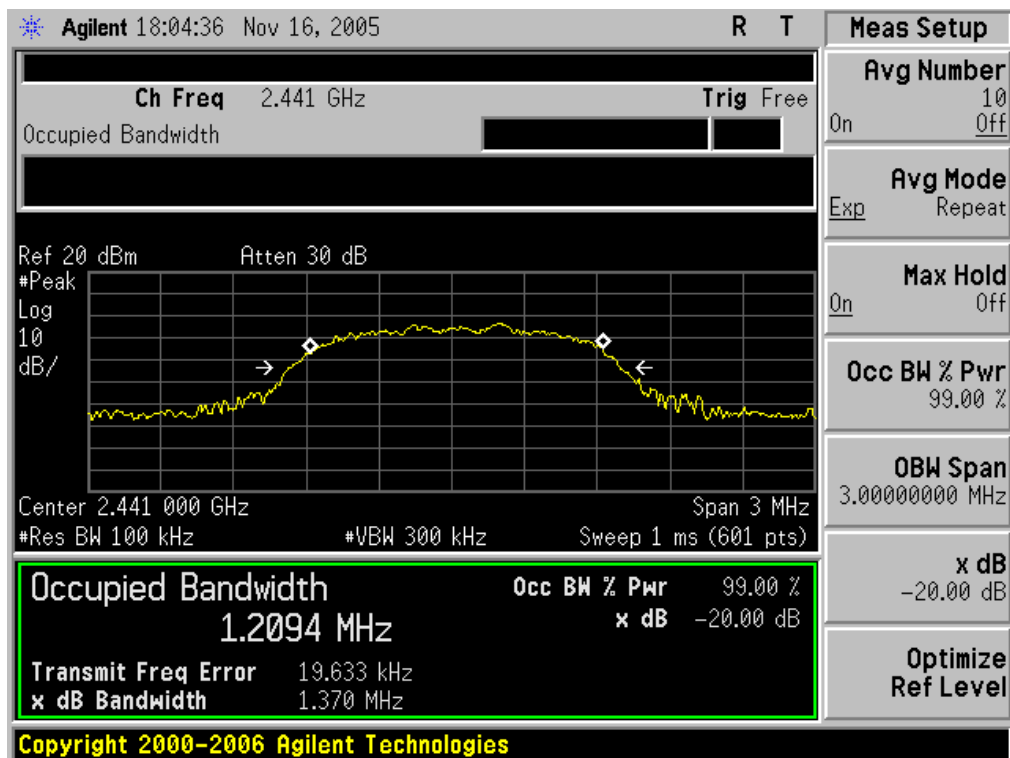 Agilent 18:04:36 Nov 16, 2005 R T
Ch Freq 2.441 GHz Trig Free
Occupied Bandwidth
Ref 20 dBm Atten 30 dB
#Peak
Log
10
dB/
Center 2.441 000 GHz Span 3 MHz
#Res BW 100 kHz #VBW 300 kHz Sweep 1 ms (601 pts)
Occupied Bandwidth Occ BW % Pwr 99.00 %
1.2094 MHz x dB -20.00 dB
Transmit Freq Error 19.633 kHz
x dB Bandwidth 1.370 MHz
Copyright 2000-2006 Agilent Technologies
Meas Setup
Avg Number
10
On Off
Avg Mode
Exp Repeat
Max Hold
On Off
Occ BW % Pwr
99.00 %
OBW Span
3.00000000 MHz
x dB
-20.00 dB
Optimize
Ref Level